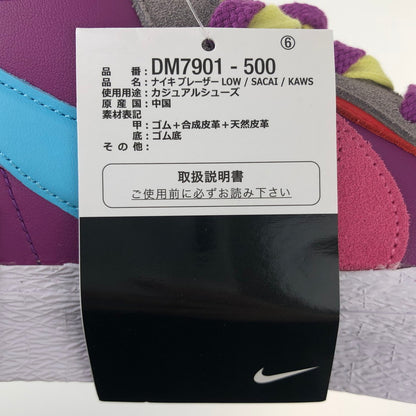 ⑥
品番：DM7901 - 500
品名：ナイキ ブレーザー LOW / SACAI / KAWS
使用用途：カジュアルシューズ
原産国：中国
素材表記
甲：ゴム＋合成皮革＋天然皮革
底：ゴム底
その他：
取扱説明書
ご使用前に必ずお読み下さい